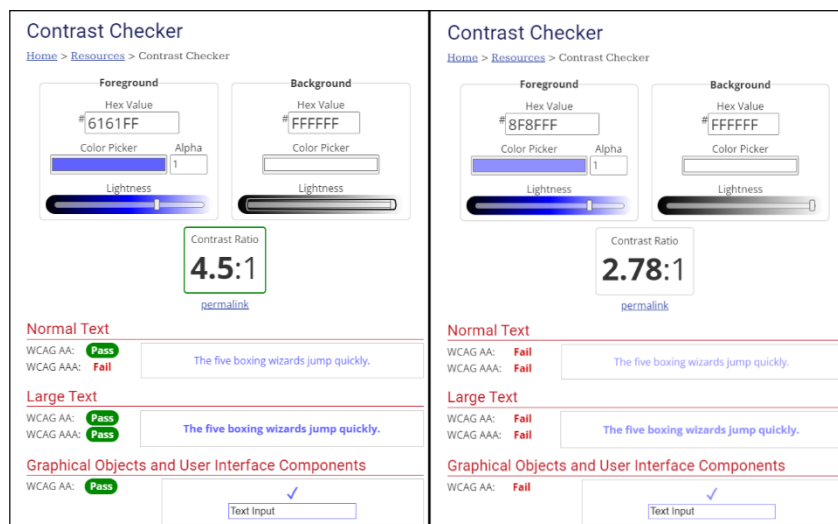 Contrast Checker
Home > Resources > Contrast Checker
Foreground
Hex Value
#6161FF
Color Picker
Alpha
1
Lightness
Background
Hex Value
#FFFFFF
Color Picker
Lightness
Contrast Ratio
4.5:1
permalink
Normal Text
WCAG AA: Pass
WCAG AAA: Fail
The five boxing wizards jump quickly.
Large Text
WCAG AA: Pass
WCAG AAA: Pass
The five boxing wizards jump quickly.
Graphical Objects and User Interface Components
WCAG AA: Pass
✓
Text Input
Contrast Checker
Home > Resources > Contrast Checker
Foreground
Hex Value
#8F8FFF
Color Picker
Alpha
1
Lightness
Background
Hex Value
#FFFFFF
Color Picker
Lightness
Contrast Ratio
2.78:1
permalink
Normal Text
WCAG AA: Fail
WCAG AAA: Fail
The five boxing wizards jump quickly.
Large Text
WCAG AA: Fail
WCAG AAA: Fail
The five boxing wizards jump quickly.
Graphical Objects and User Interface Components
WCAG AA: Fail
✓
Text Input